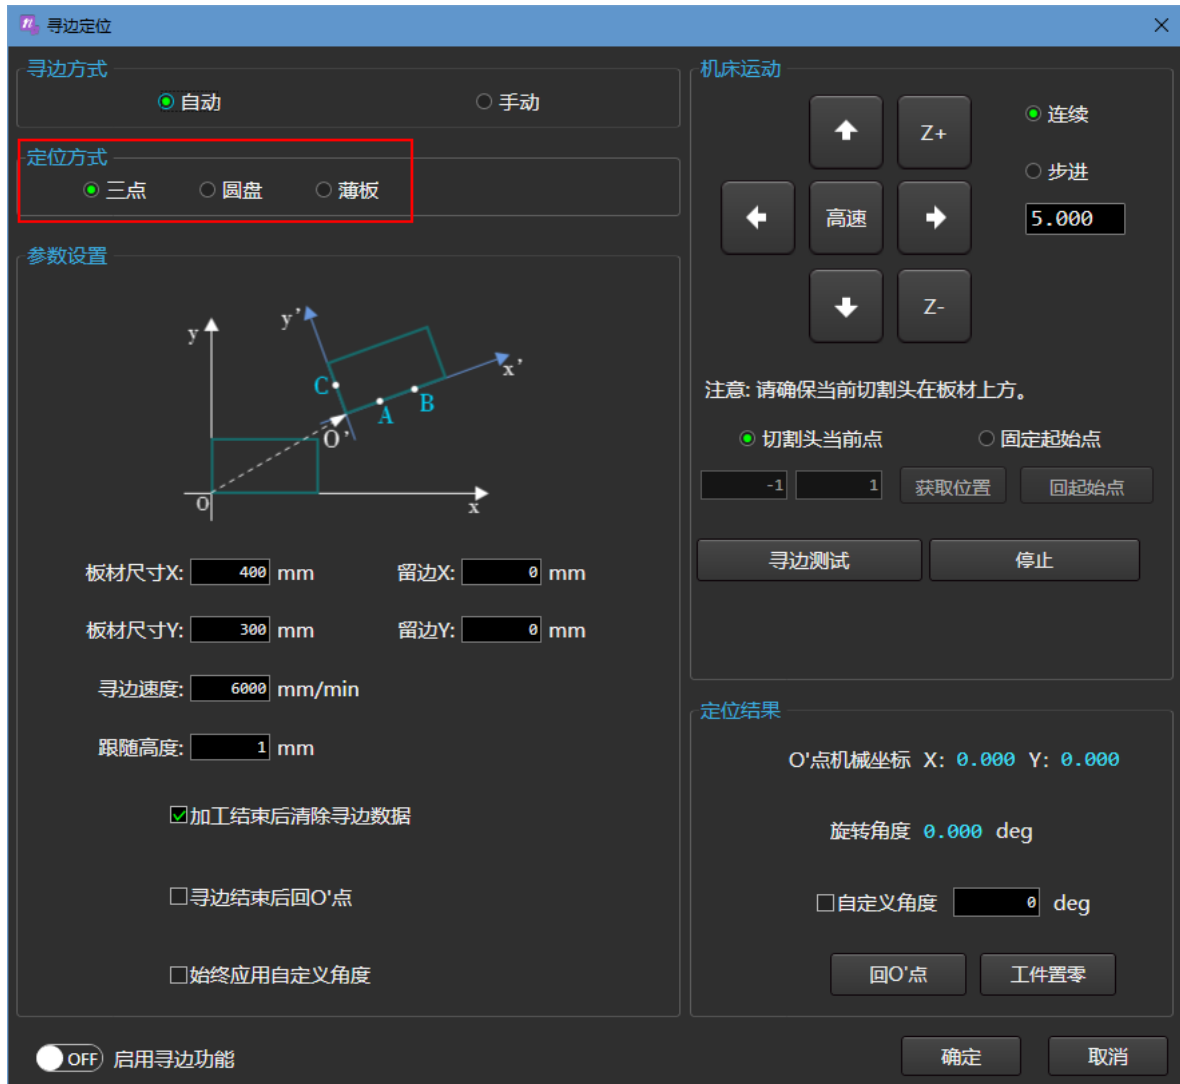 寻边定位
寻边方式
自动 手动
定位方式
三点 圆盘 薄板
参数设置
y
y'
x'
C
A
B
O'
O
x
板材尺寸X: 400 mm 留边X: 0 mm
板材尺寸Y: 300 mm 留边Y: 0 mm
寻边速度: 6000 mm/min
跟随高度: 1 mm
加工结束后清除寻边数据
寻边结束后回O'点
始终应用自定义角度
OFF 启用寻边功能
机床运动
Z+
连续
步进
高速
5.000
Z-
注意: 请确保当前切割头在板材上方。
切割头当前点 固定起始点
-1 1 获取位置 回起始点
寻边测试 停止
定位结果
O'点机械坐标 X: 0.000 Y: 0.000
旋转角度 0.000 deg
自定义角度 0 deg
回O'点 工件置零
确定 取消